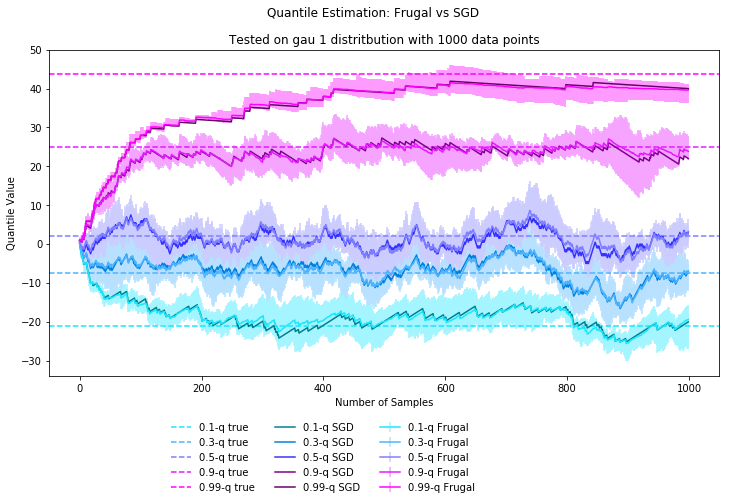 Quantile Estimation: Frugal vs SGD
Tested on gau 1 distritbution with 1000 data points
50
40
30
20
10
0
−10
−20
−30
Quantile Value
0 200 400 600 800 1000
Number of Samples
0.1-q true 0.1-q SGD 0.1-q Frugal
0.3-q true 0.3-q SGD 0.3-q Frugal
0.5-q true 0.5-q SGD 0.5-q Frugal
0.9-q true 0.9-q SGD 0.9-q Frugal
0.99-q true 0.99-q SGD 0.99-q Frugal